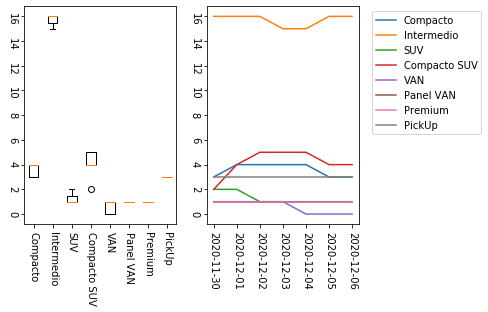 16
14
12
10
8
6
4
2
0
Compacto
Intermedio
SUV
Compacto SUV
VAN
Panel VAN
Premium
PickUp
16
14
12
10
8
6
4
2
0
2020-11-30
2020-12-01
2020-12-02
2020-12-03
2020-12-04
2020-12-05
2020-12-06
Compacto
Intermedio
SUV
Compacto SUV
VAN
Panel VAN
Premium
PickUp